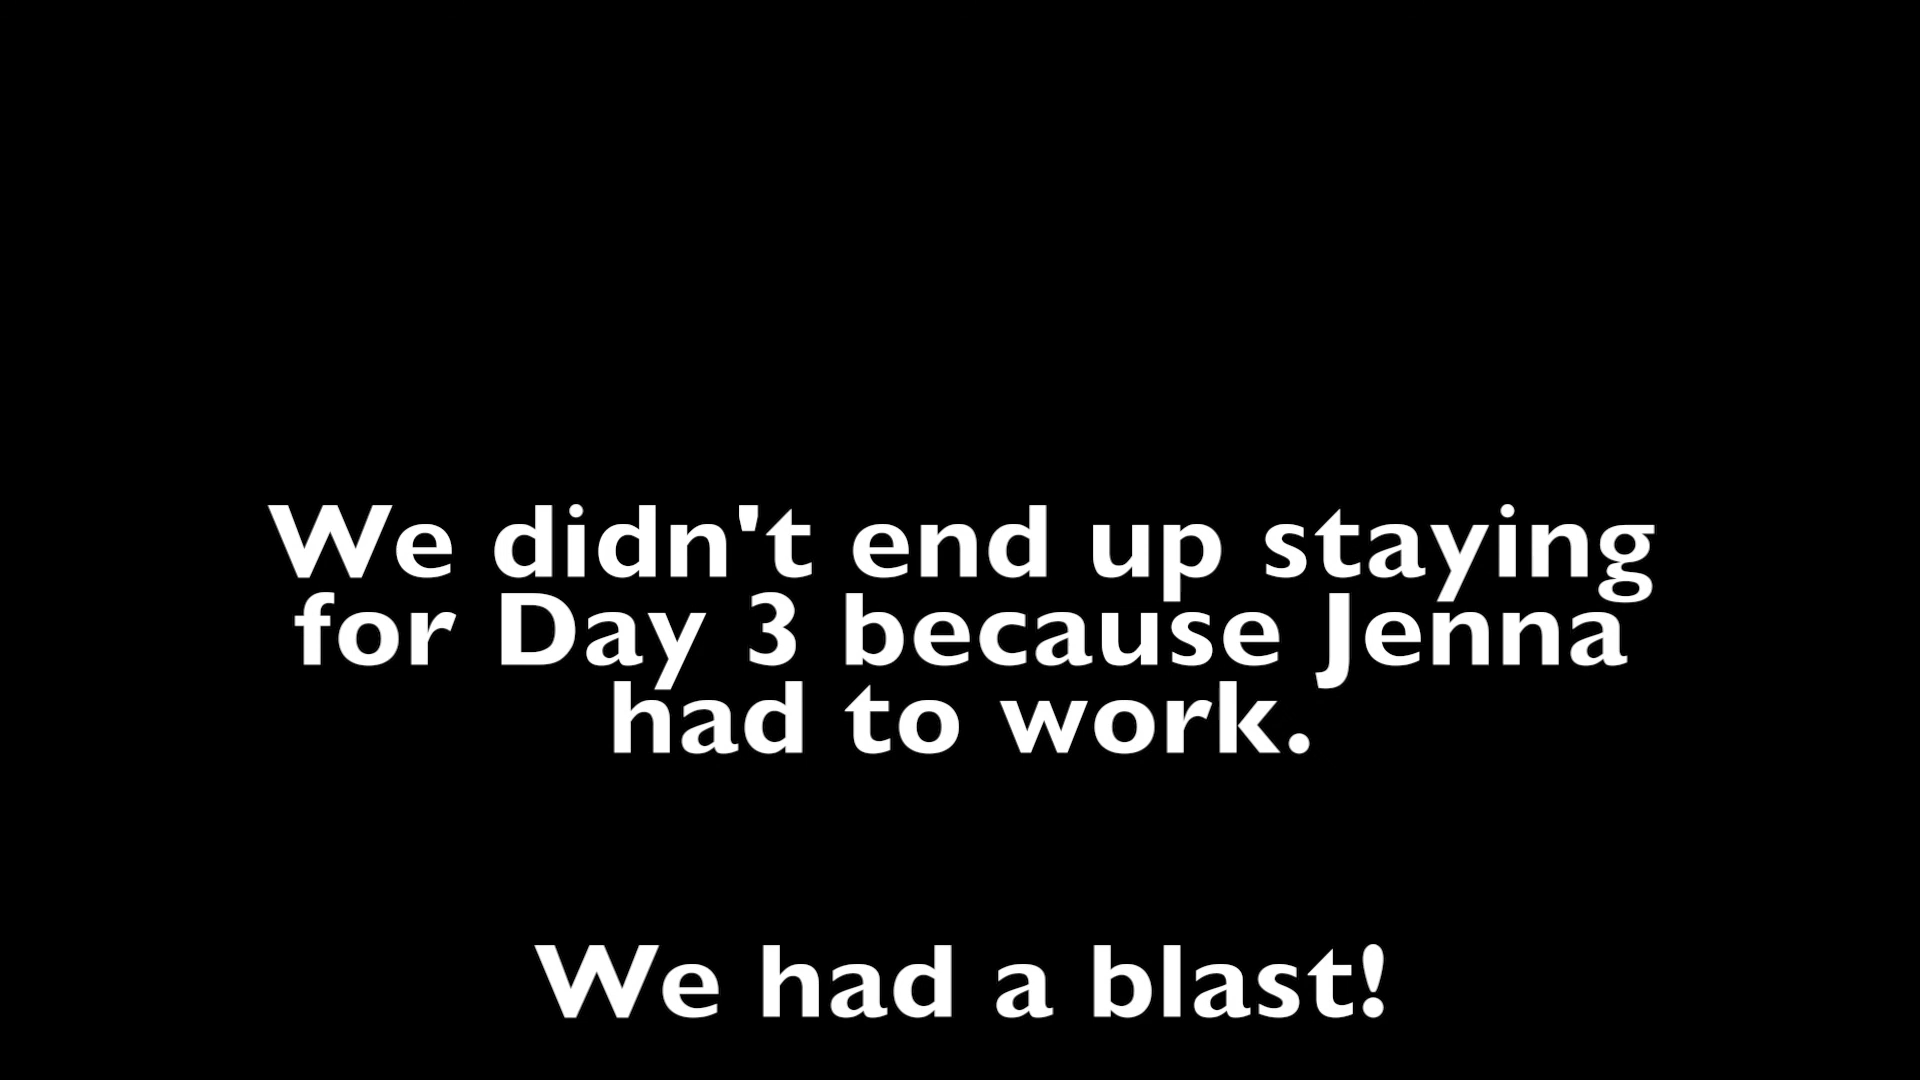 We didn't end up staying
for Day 3 because Jenna
had to work.
We had a blast!